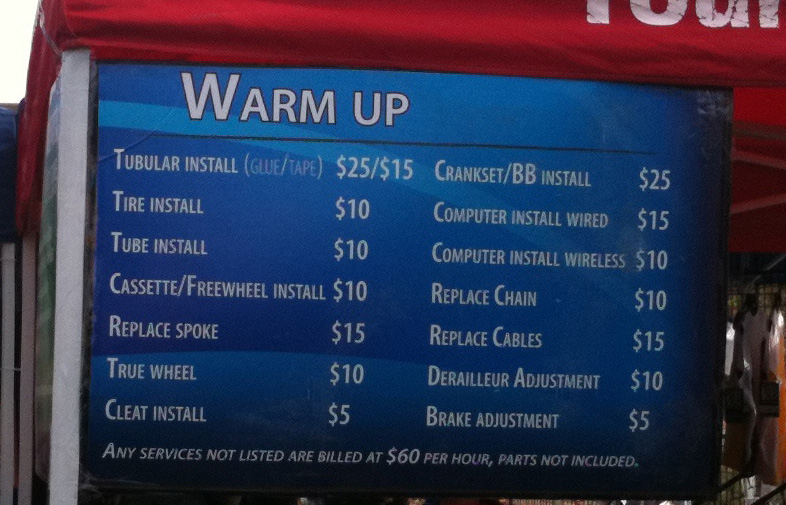 WARM UP
TUBULAR INSTALL (GLUE/TAPE) $25/$15
TIRE INSTALL $10
TUBE INSTALL $10
CASSETTE/FREEWHEEL INSTALL $10
REPLACE SPOKE $15
TRUE WHEEL $10
CLEAT INSTALL $5
CRANKSET/BB INSTALL $25
COMPUTER INSTALL WIRED $15
COMPUTER INSTALL WIRELESS $10
REPLACE CHAIN $10
REPLACE CABLES $15
DERAILLEUR ADJUSTMENT $10
BRAKE ADJUSTMENT $5
ANY SERVICES NOT LISTED ARE BILLED AT $60 PER HOUR, PARTS NOT INCLUDED.